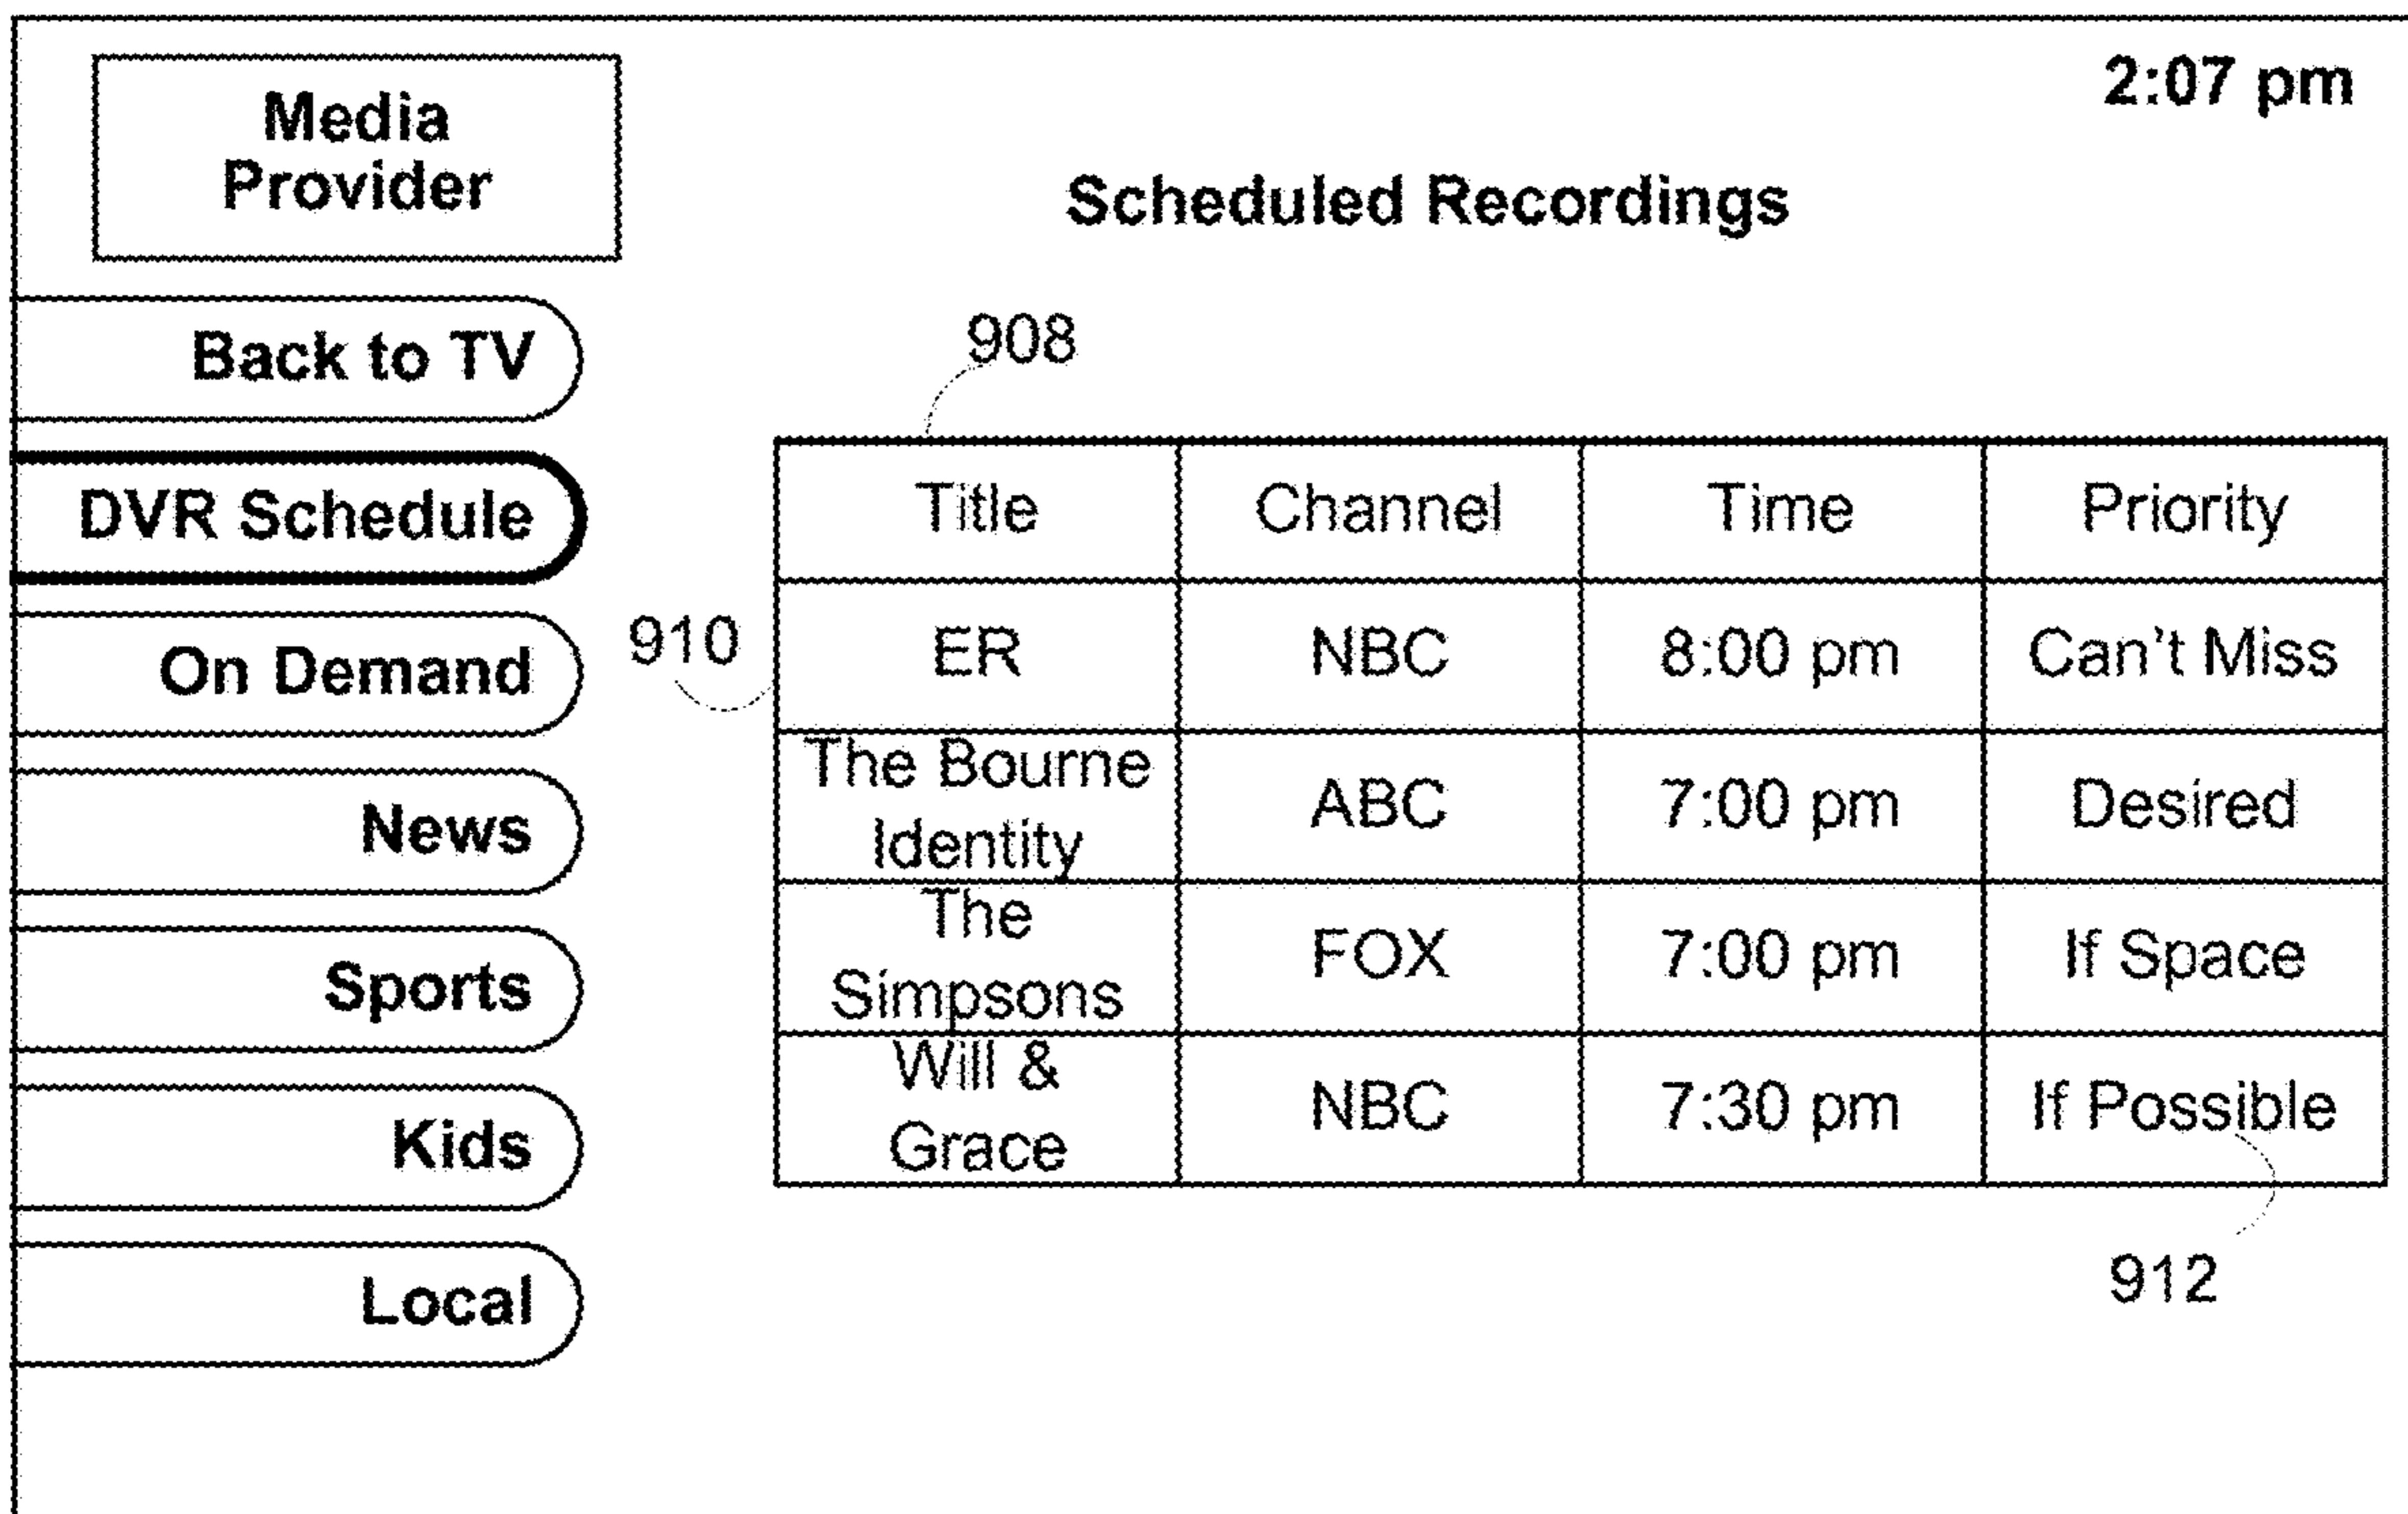 2:07 pm
Media
Provider
Scheduled Recordings
Back to TV
DVR Schedule
On Demand
News
Sports
Kids
Local
908
910
Title Channel Time Priority
ER NBC 8:00 pm Can't Miss
The Bourne
Identity ABC 7:00 pm Desired
The
Simpsons FOX 7:00 pm If Space
Will &
Grace NBC 7:30 pm If Possible
912